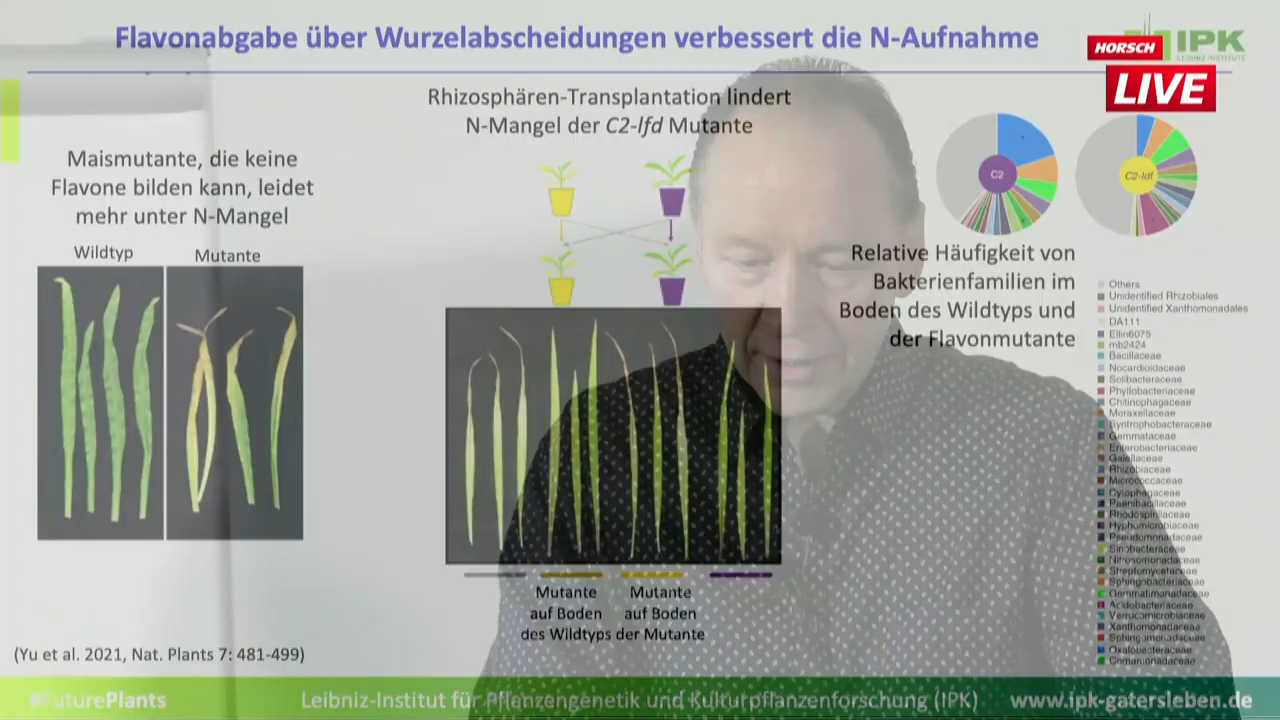 Flavonabgabe über Wurzelabscheidungen verbessert die N-Aufnahme
HORSCH
LIVE
IPK
LEIBNIZ INSTITUTE
Rhizosphären-Transplantation lindert
N-Mangel der C2-lfd Mutante
Maismutante, die keine
Flavone bilden kann, leidet
mehr unter N-Mangel
Wildtyp
Mutante
C2
C2-ldf
Relative Häufigkeit von
Bakterienfamilien im
Boden des Wildtyps und
der Flavonmutante
Others
Unidentified Rhizobiales
Unidentified Xanthomonadales
DA111
Ellin6075
mb2424
Bacillaceae
Nocardioidaceae
Solibacteraceae
Phyllobacteriaceae
Chitinophagaceae
Moraxellaceae
Syntrophobacteraceae
Gemmataceae
Enterobacteriaceae
Gaiellaceae
Rhizobiaceae
Micrococcaceae
Cytophagaceae
Paenibacillaceae
Rhodospirillaceae
Hyphomicrobiaceae
Pseudomonadaceae
Sinobacteraceae
Nitrosomonadaceae
Streptomycetaceae
Sphingobacteriaceae
Gemmatimonadaceae
Acidobacteriaceae
Verrucomicrobiaceae
Xanthomonadaceae
Sphingomonadaceae
Oxalobacteraceae
Comamonadaceae
Mutante
auf Boden
des Wildtyps
Mutante
auf Boden
der Mutante
(Yu et al. 2021, Nat. Plants 7: 481-499)
#FuturePlants
Leibniz-Institut für Pflanzengenetik und Kulturpflanzenforschung (IPK)
www.ipk-gatersleben.de